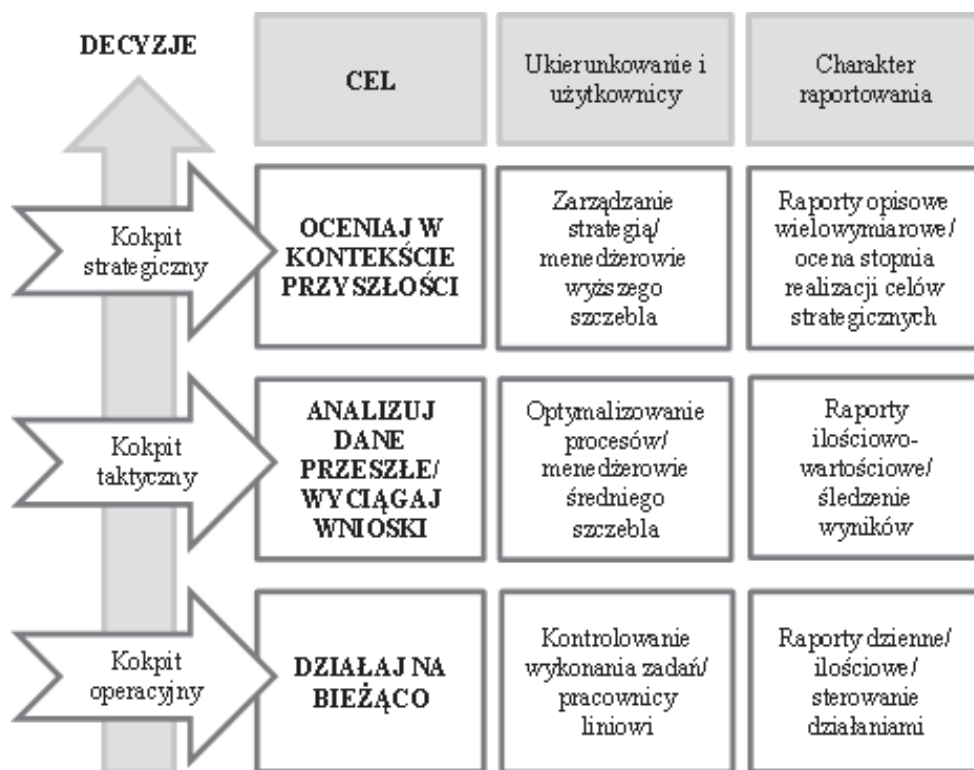 DECYZJE
CEL
Ukierunkowanie i
użytkownicy
Charakter
raportowania
Kokpit
strategiczny
OCENIAJ W
KONTEKŚCIE
PRZYSZŁOŚCI
Zarządzanie
strategią/
menedżerowie
wyższego
szczebla
Raporty opisowe
wielowymiarowe/
ocena stopnia
realizacji celów
strategicznych
Kokpit
taktyczny
ANALIZUJ
DANE
PRZESZŁE/
WYCIĄGAJ
WNIOSKI
Optymalizowanie
procesów/
menedżerowie
średniego
szczebla
Raporty
ilościowo-
wartościowe/
śledzenie
wyników
Kokpit
operacyjny
DZIAŁAJ NA
BIEŻĄCO
Kontrolowanie
wykonania zadań/
pracownicy
liniowi
Raporty dzienne/
ilościowe/
sterowanie
działaniami